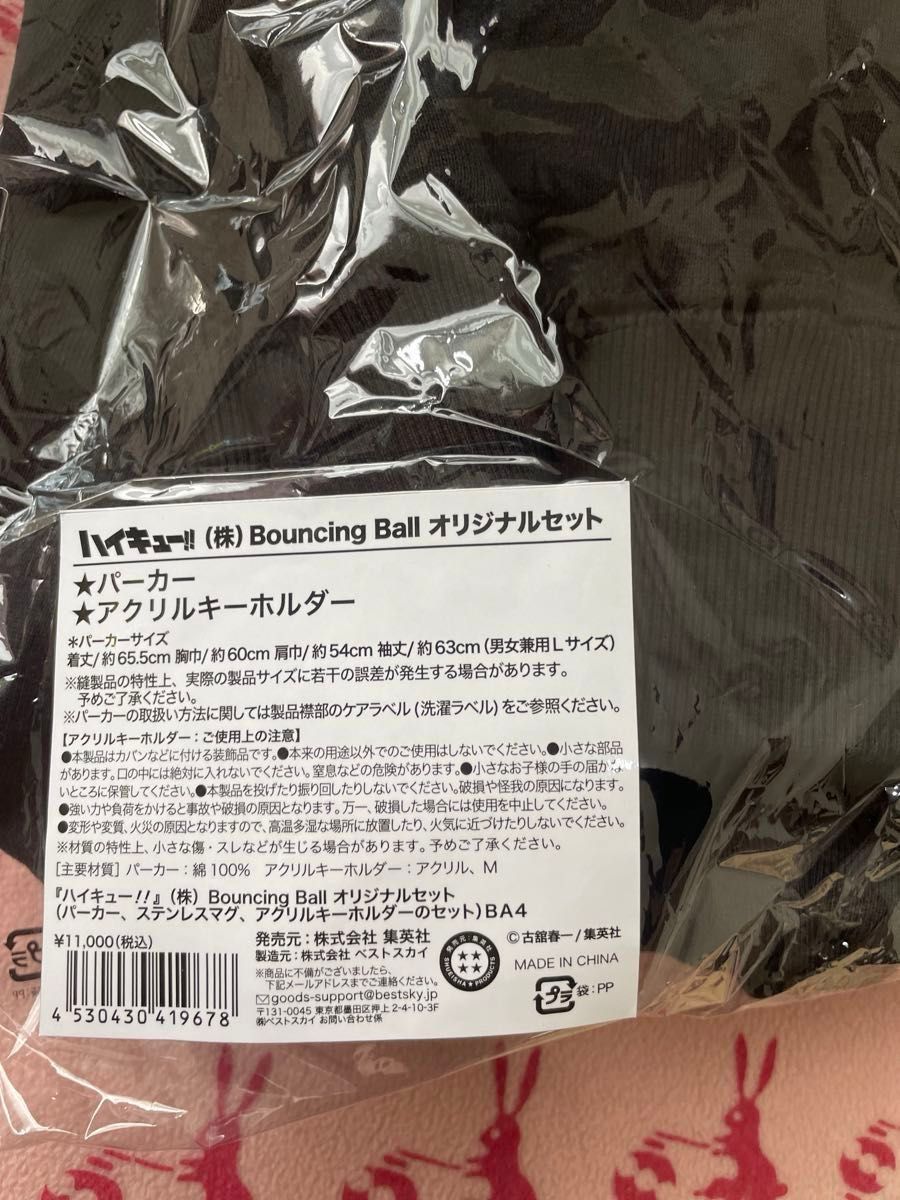 ハイキュー!! (株) Bouncing Ball オリジナルセット
★パーカー
★アクリルキーホルダー
＊パーカーサイズ
着丈/約65.5cm 胸巾/約60cm 肩巾/約54cm 袖丈/約63cm (男女兼用Lサイズ)
※縫製品の特性上、実際の製品サイズに若干の誤差が発生する場合があります。
予めご了承ください。
※パーカーの取扱い方法に関しては製品襟部のケアラベル(洗濯ラベル)をご参照ください。
【アクリルキーホルダー：ご使用上の注意】
●本製品はカバンなどに付ける装飾品です。●本来の用途以外でのご使用はしないでください。●小さな部品
があります。口の中には絶対に入れないでください。窒息などの危険があります。●小さなお子様の手の届かな
いところに保管してください。●本製品を投げたり振り回したりしないでください。破損や怪我の原因になります。
●強い力や負荷をかけると事故や破損の原因となります。万一、破損した場合には使用を中止してください。
●変形や変質、火災の原因となりますので、高温多湿な場所に放置したり、火気に近づけたりしないでください。
※材質の特性上、小さな傷・スレなどが生じる場合があります。予めご了承ください。
［主要材質］パーカー：綿100%　アクリルキーホルダー：アクリル、M
『ハイキュー!!』(株) Bouncing Ball オリジナルセット
(パーカー、ステンレスマグ、アクリルキーホルダーのセット)BA4
¥11,000(税込)
4 530430 419678
発売元：株式会社 集英社
製造元：株式会社 ベストスカイ
※商品に不備がございましたら、
下記メールアドレスまでご連絡ください。
goods-support@bestsky.jp
〒131-0045 東京都墨田区押上2-4-10-3F
㈱ベストスカイ お問い合わせ係
発売元：集英社
SHUEISHA★PRODUCTS
©古舘春一/集英社
MADE IN CHINA
プラ 袋：PP